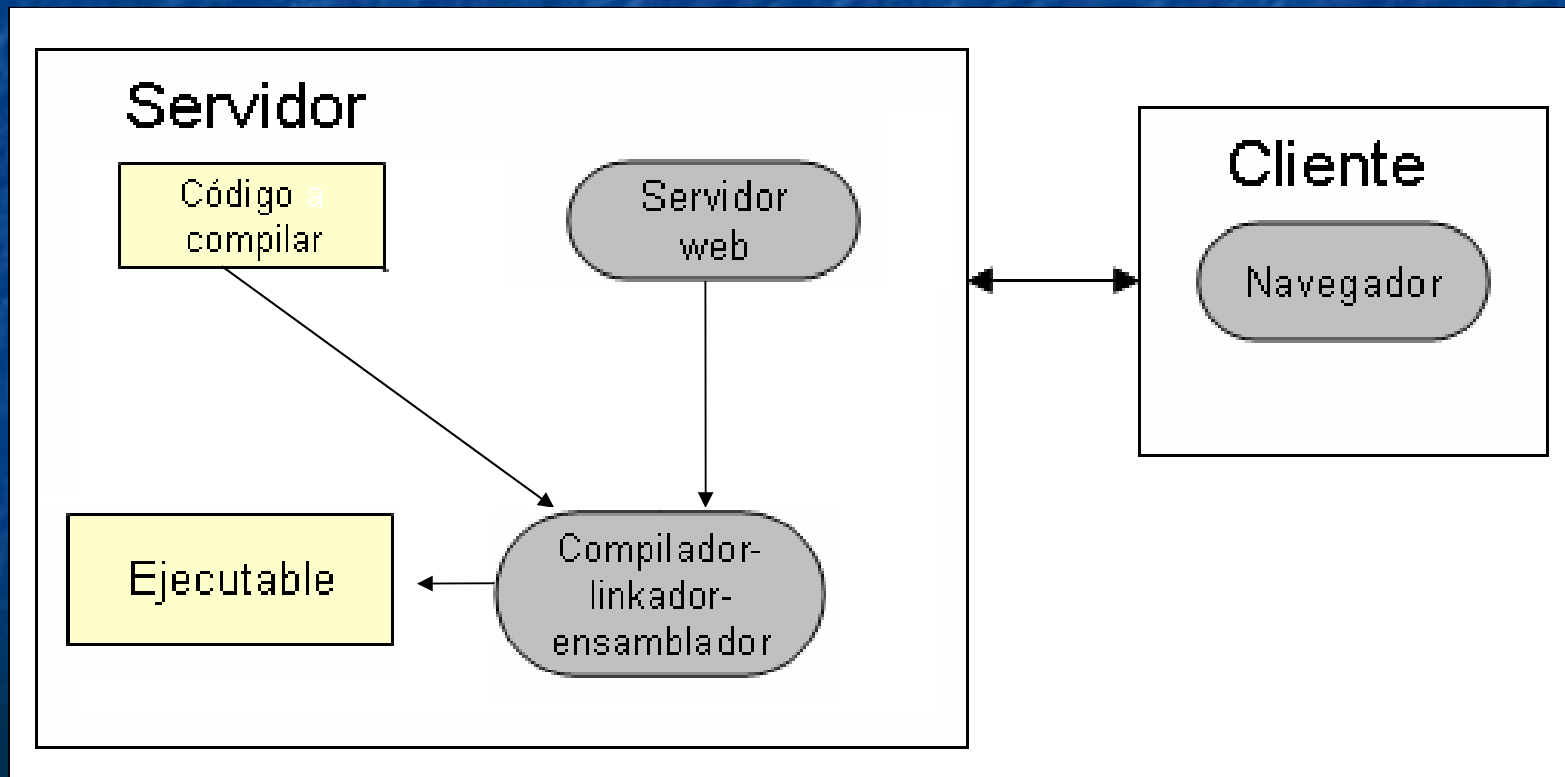 Servidor
Código a
compilar
Servidor
web
Ejecutable
Compilador-
linkador-
ensamblador
Cliente
Navegador